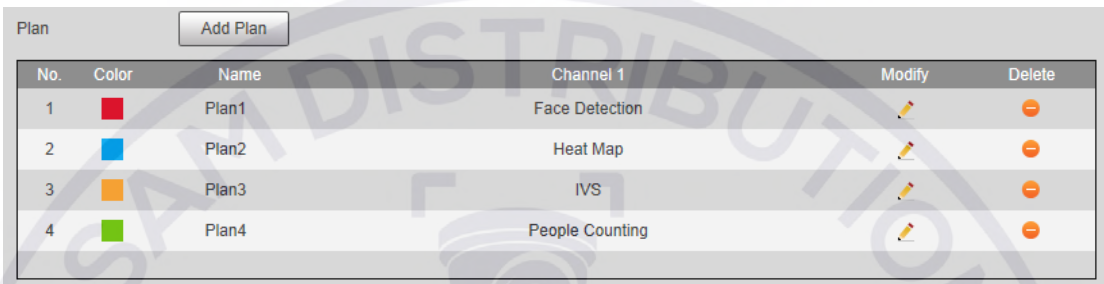 Plan Add Plan
No. Color Name Channel 1 Modify Delete
1 Plan1 Face Detection
2 Plan2 Heat Map
3 Plan3 IVS
4 Plan4 People Counting
SAM DISTRIBUTION